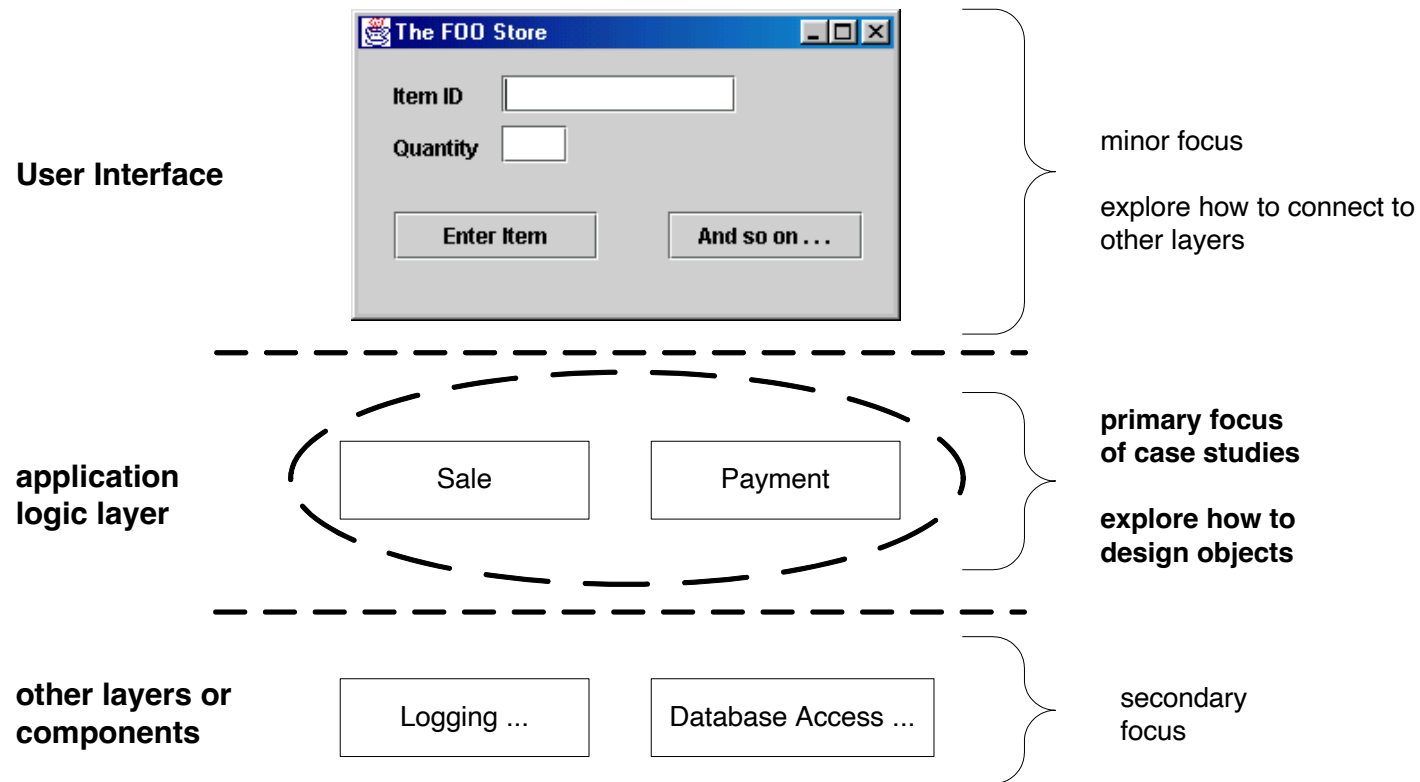 The FOO Store
Item ID
Quantity
Enter Item
And so on . . .
User Interface
minor focus
explore how to connect to
other layers
application
logic layer
Sale
Payment
primary focus
of case studies
explore how to
design objects
other layers or
components
Logging ...
Database Access ...
secondary
focus